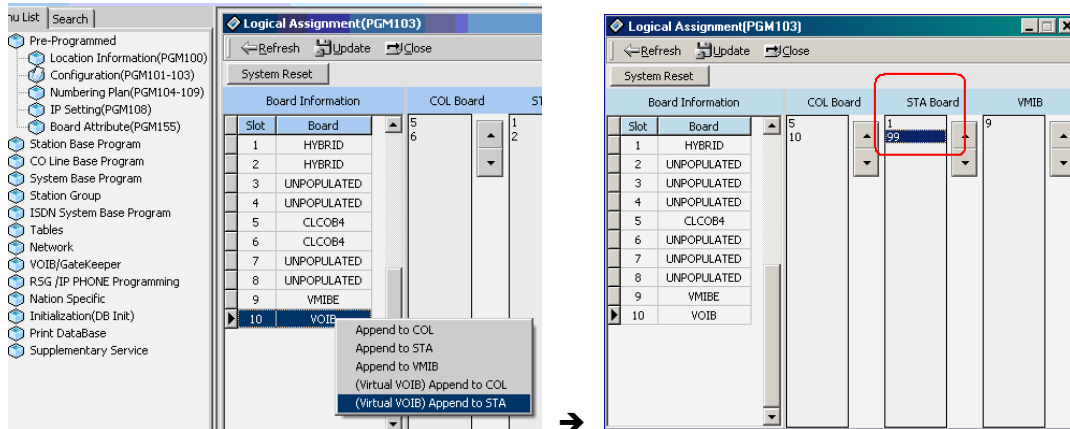 nu List Search
Pre-Programmed
Location Information(PGM100)
Configuration(PGM101-103)
Numbering Plan(PGM104-109)
IP Setting(PGM108)
Board Attribute(PGM155)
Station Base Program
CO Line Base Program
System Base Program
Station Group
ISDN System Base Program
Tables
Network
VOIB/GateKeeper
RSG /IP PHONE Programming
Nation Specific
Initialization(DB Init)
Print DataBase
Supplementary Service
Logical Assignment(PGM103)
Refresh Update Close
System Reset
Board Information COL Board ST
Slot Board 5 1
1 HYBRID 6 2
2 HYBRID
3 UNPOPULATED
4 UNPOPULATED
5 CLCOB4
6 CLCOB4
7 UNPOPULATED
8 UNPOPULATED
9 VMIBE
10 VOIB
Append to COL
Append to STA
Append to VMIB
(Virtual VOIB) Append to COL
(Virtual VOIB) Append to STA
➔
Logical Assignment(PGM103)
Refresh Update Close
System Reset
Board Information COL Board STA Board VMIB
Slot Board 5 1 9
1 HYBRID 10 99
2 UNPOPULATED
3 UNPOPULATED
4 UNPOPULATED
5 CLCOB4
6 UNPOPULATED
7 UNPOPULATED
8 UNPOPULATED
9 VMIBE
10 VOIB